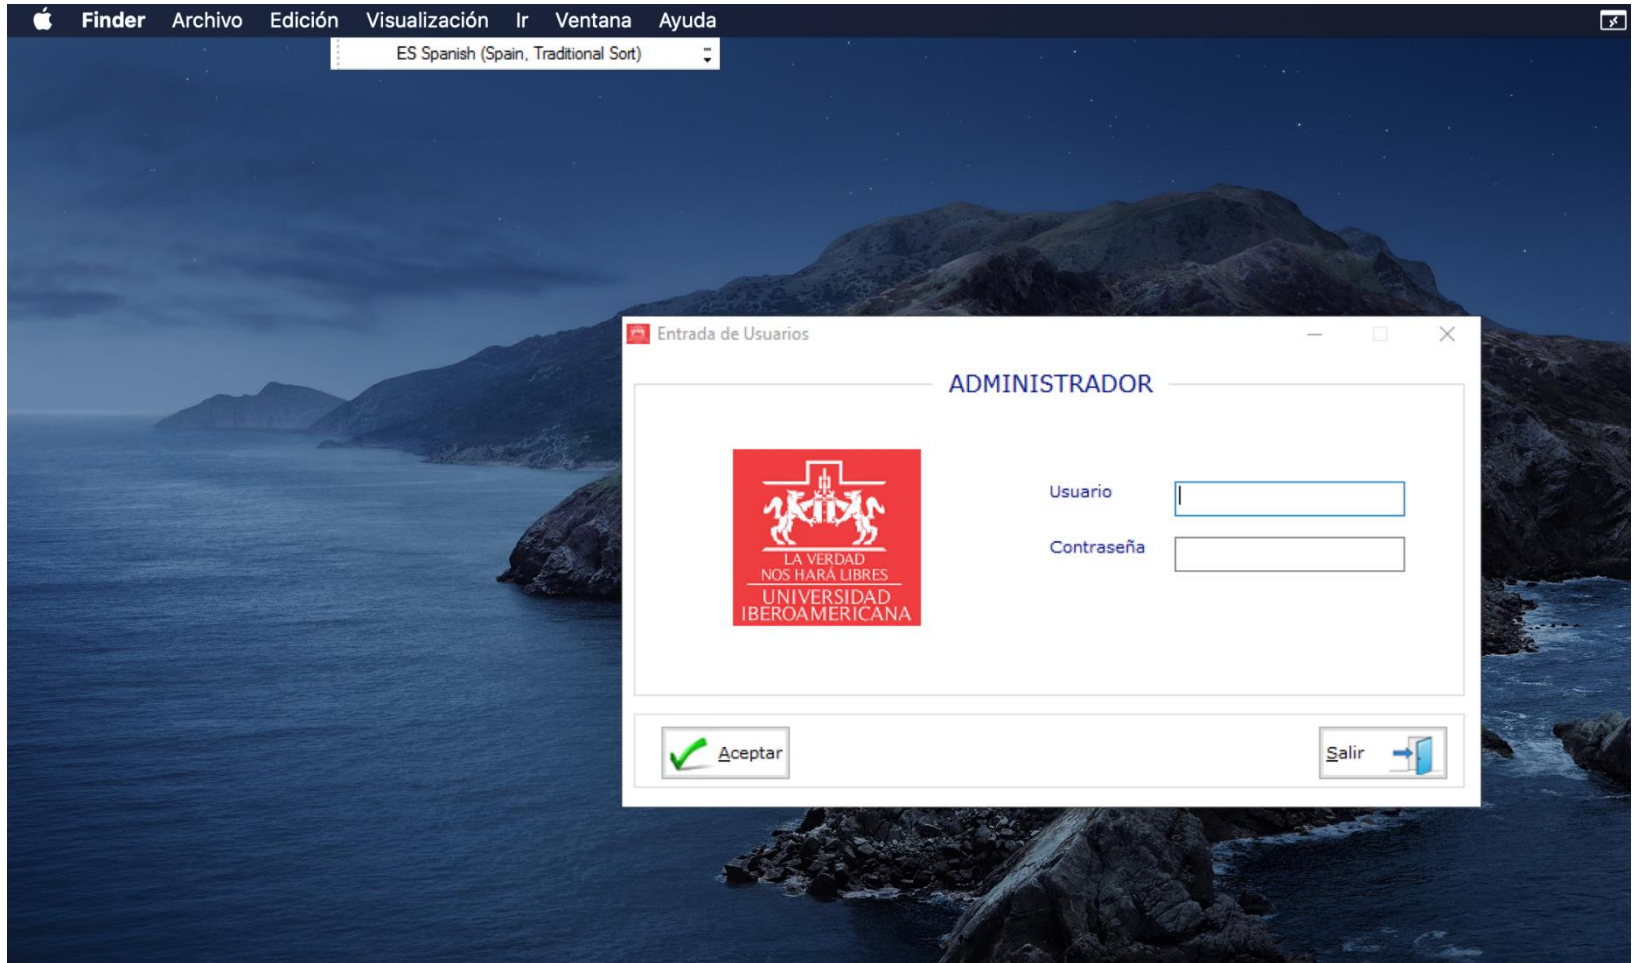 Finder Archivo Edición Visualización Ir Ventana Ayuda
ES Spanish (Spain, Traditional Sort)
Entrada de Usuarios
ADMINISTRADOR
LA VERDAD
NOS HARÁ LIBRES
UNIVERSIDAD
IBEROAMERICANA
Usuario
Contraseña
Aceptar
Salir